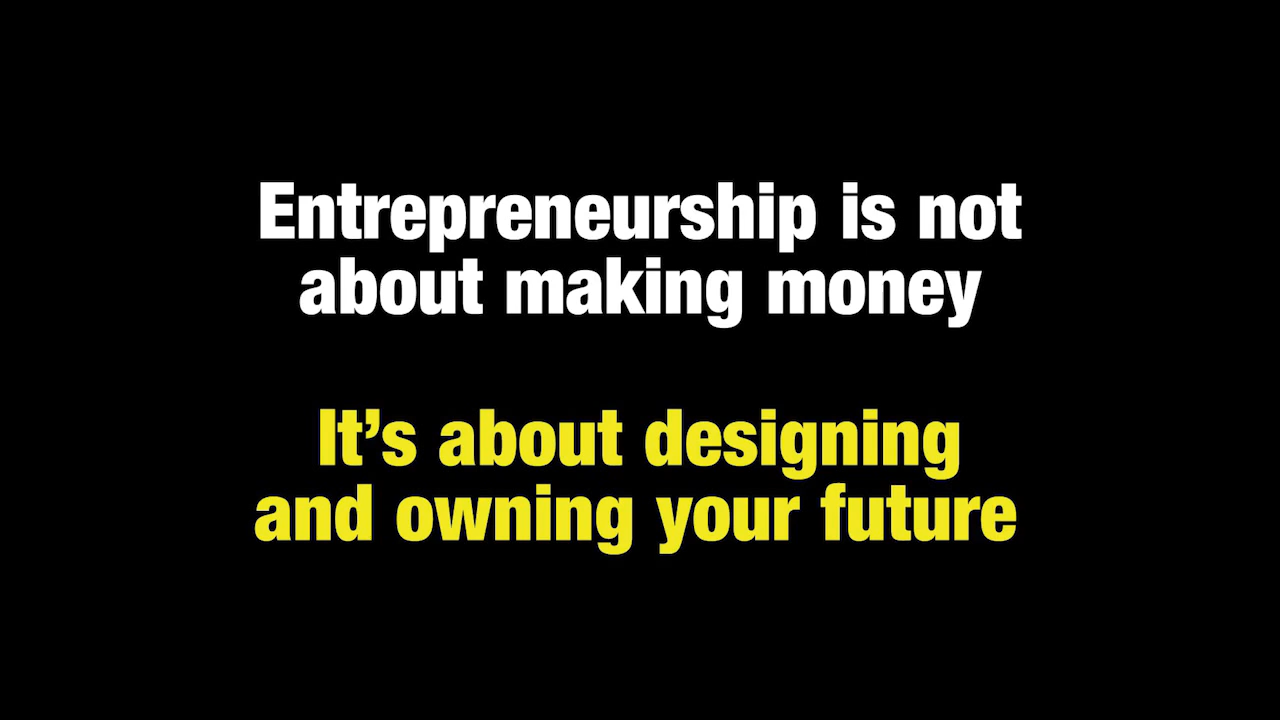 Entrepreneurship is not
about making money
It’s about designing
and owning your future